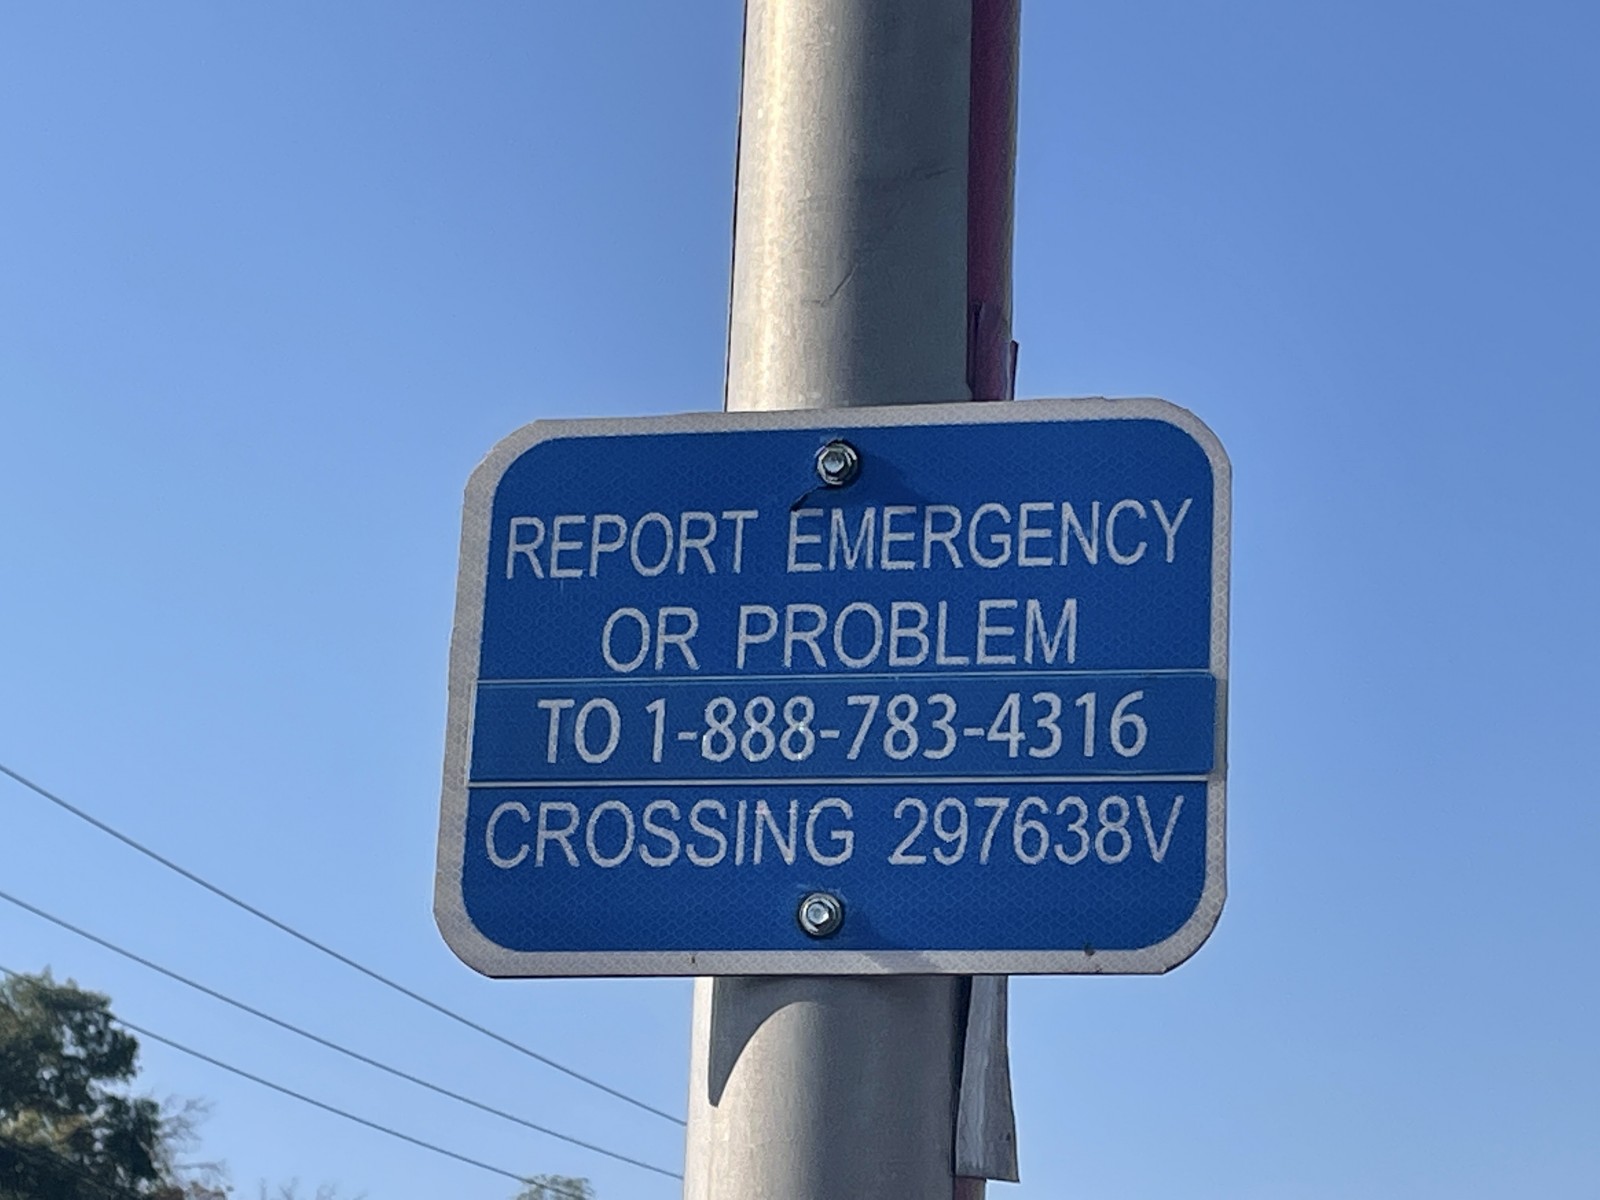 REPORT EMERGENCY
OR PROBLEM
TO 1-888-783-4316
CROSSING 297638V